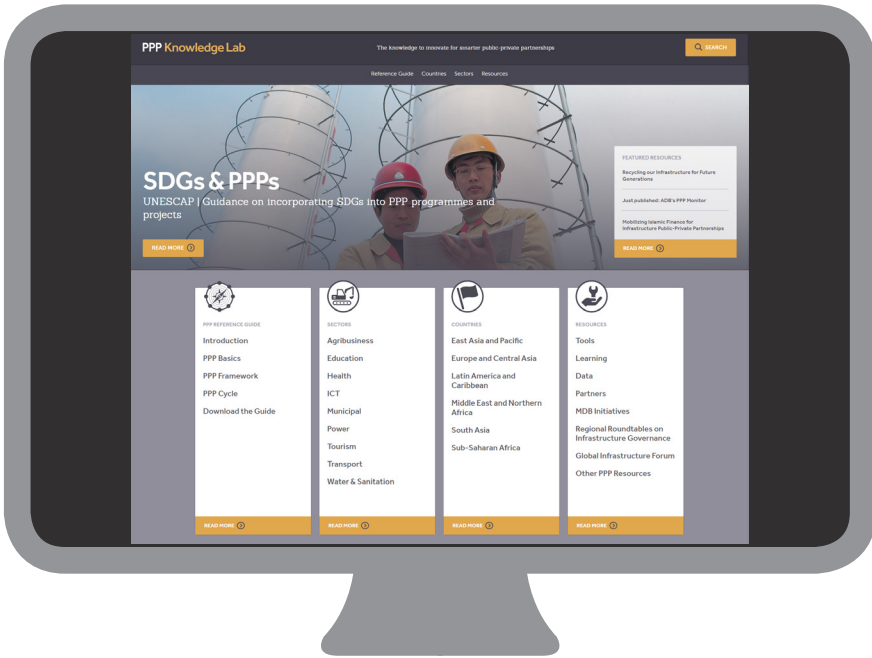 PPP Knowledge Lab
The knowledge to innovate for smarter public-private partnerships
SEARCH
Reference Guide Countries Sectors Resources
SDGs & PPPs
UNESCAP | Guidance on incorporating SDGs into PPP programmes and
projects
READ MORE
FEATURED RESOURCES
Recycling our Infrastructure for Future
Generations
Just published: ADB's PPP Monitor
Mobilizing Islamic Finance for
Infrastructure Public-Private Partnerships
READ MORE
PPP REFERENCE GUIDE
Introduction
PPP Basics
PPP Framework
PPP Cycle
Download the Guide
READ MORE
SECTORS
Agribusiness
Education
Health
ICT
Municipal
Power
Tourism
Transport
Water & Sanitation
READ MORE
COUNTRIES
East Asia and Pacific
Europe and Central Asia
Latin America and
Caribbean
Middle East and Northern
Africa
South Asia
Sub-Saharan Africa
READ MORE
RESOURCES
Tools
Learning
Data
Partners
MDB Initiatives
Regional Roundtables on
Infrastructure Governance
Global Infrastructure Forum
Other PPP Resources
READ MORE